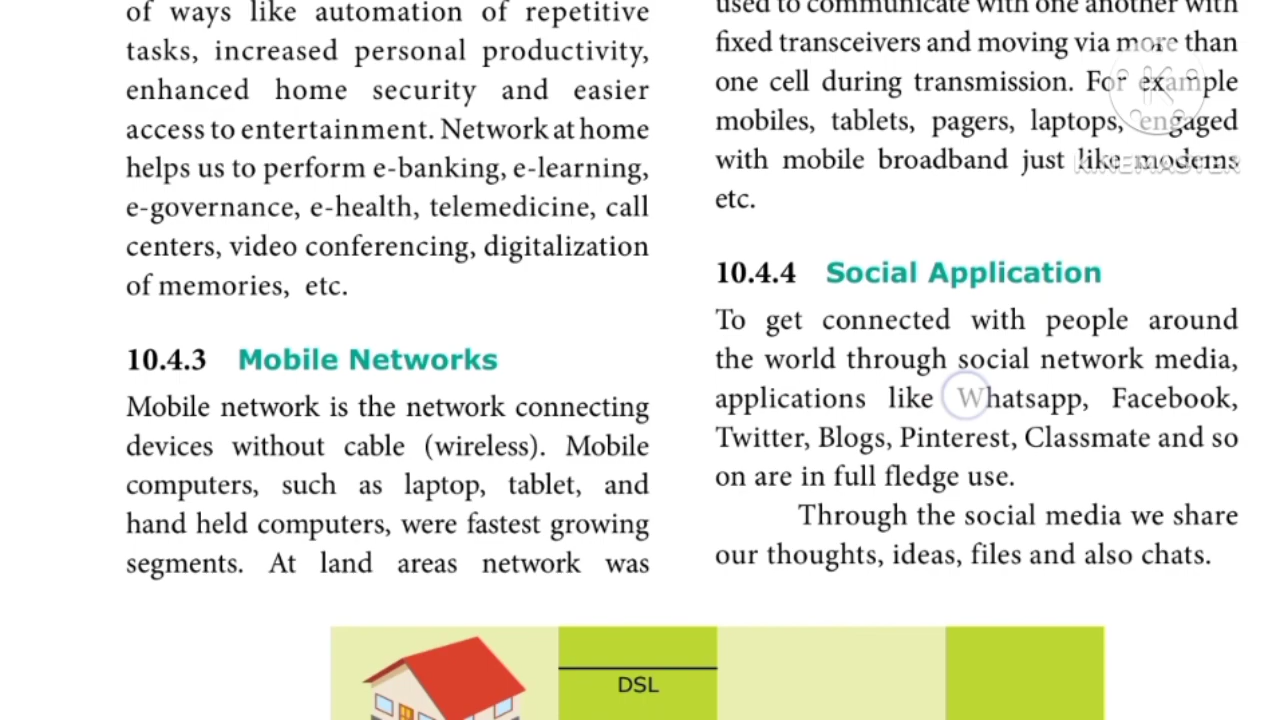 of ways like automation of repetitive
tasks, increased personal productivity,
enhanced home security and easier
access to entertainment. Network at home
helps us to perform e-banking, e-learning,
e-governance, e-health, telemedicine, call
centers, video conferencing, digitalization
of memories, etc.
10.4.3 Mobile Networks
Mobile network is the network connecting
devices without cable (wireless). Mobile
computers, such as laptop, tablet, and
hand held computers, were fastest growing
segments. At land areas network was
used to communicate with one another with
fixed transceivers and moving via more than
one cell during transmission. For example
mobiles, tablets, pagers, laptops, engaged
with mobile broadband just like modems
etc.
10.4.4 Social Application
To get connected with people around
the world through social network media,
applications like Whatsapp, Facebook,
Twitter, Blogs, Pinterest, Classmate and so
on are in full fledge use.
Through the social media we share
our thoughts, ideas, files and also chats.
DSL
KINEMASTER